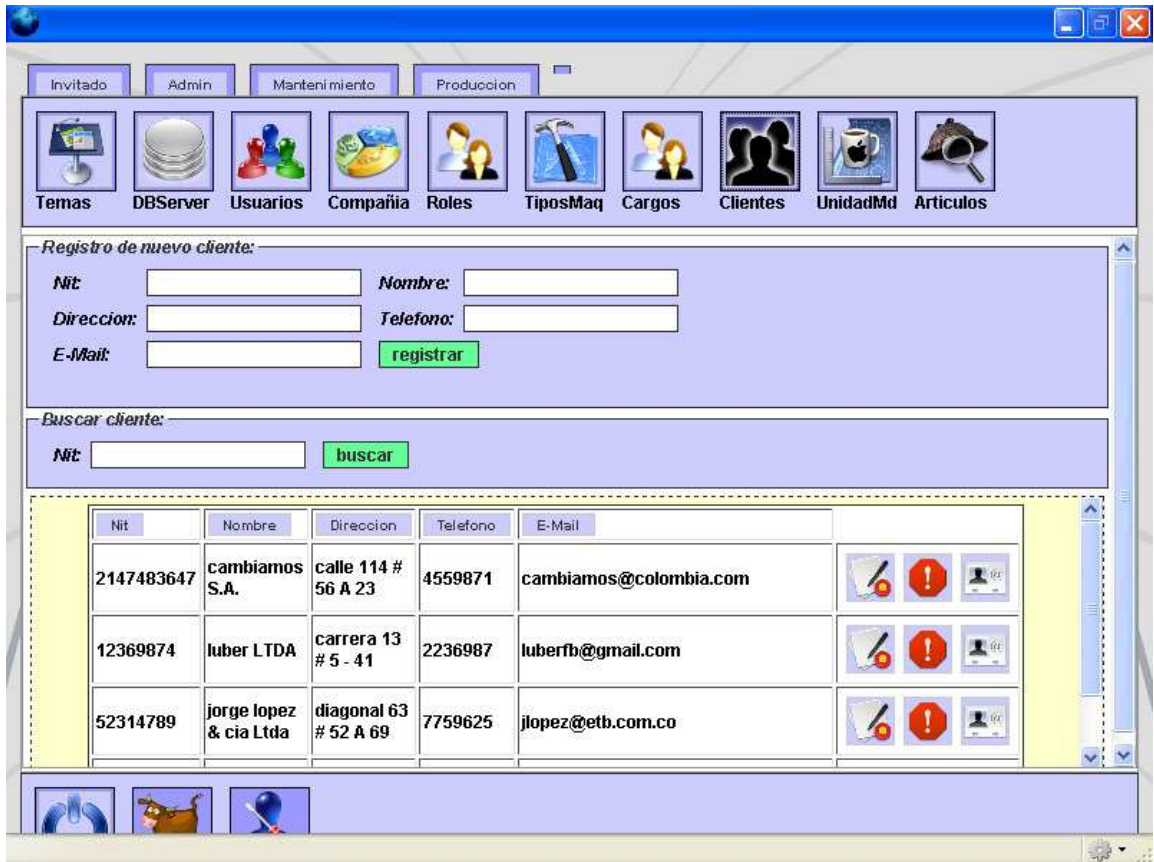 Invitado Admin Mantenimiento Produccion
Temas DBServer Usuarios Compañia Roles TiposMaq Cargos Clientes UnidadMd Articulos
Registro de nuevo cliente:
Nit: Nombre:
Direccion: Telefono:
E-Mail: registrar
Buscar cliente:
Nit: buscar
Nit Nombre Direccion Telefono E-Mail
2147483647 cambiamos S.A. calle 114 # 56 A 23 4559871 cambiamos@colombia.com
12369874 luber LTDA carrera 13 # 5 - 41 2236987 luberfb@gmail.com
52314789 jorge lopez & cia Ltda diagonal 63 # 52 A 69 7759625 jlopez@etb.com.co